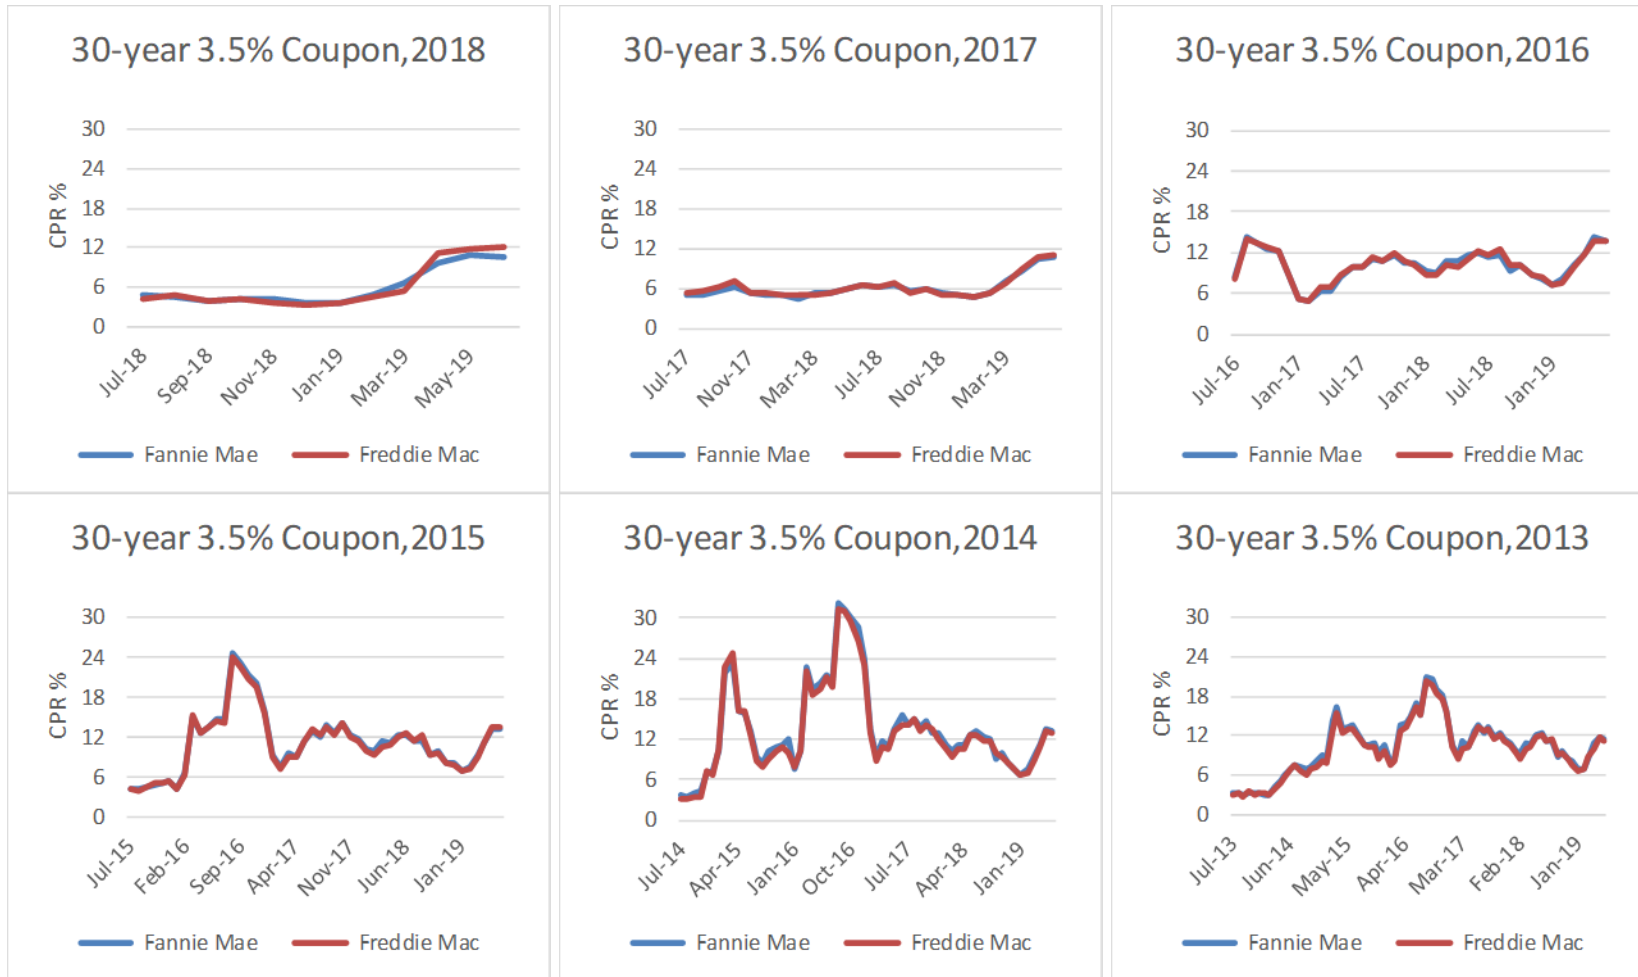 30-year 3.5% Coupon,2018
CPR %
30
24
18
12
6
0
Jul-18
Sep-18
Nov-18
Jan-19
Mar-19
May-19
Fannie Mae
Freddie Mac
30-year 3.5% Coupon,2017
CPR %
30
24
18
12
6
0
Jul-17
Nov-17
Mar-18
Jul-18
Nov-18
Mar-19
Fannie Mae
Freddie Mac
30-year 3.5% Coupon,2016
CPR %
30
24
18
12
6
0
Jul-16
Jan-17
Jul-17
Jan-18
Jul-18
Jan-19
Fannie Mae
Freddie Mac
30-year 3.5% Coupon,2015
CPR %
30
24
18
12
6
0
Jul-15
Feb-16
Sep-16
Apr-17
Nov-17
Jun-18
Jan-19
Fannie Mae
Freddie Mac
30-year 3.5% Coupon,2014
CPR %
30
24
18
12
6
0
Jul-14
Apr-15
Jan-16
Oct-16
Jul-17
Apr-18
Jan-19
Fannie Mae
Freddie Mac
30-year 3.5% Coupon,2013
CPR %
30
24
18
12
6
0
Jul-13
Jun-14
May-15
Apr-16
Mar-17
Feb-18
Jan-19
Fannie Mae
Freddie Mac